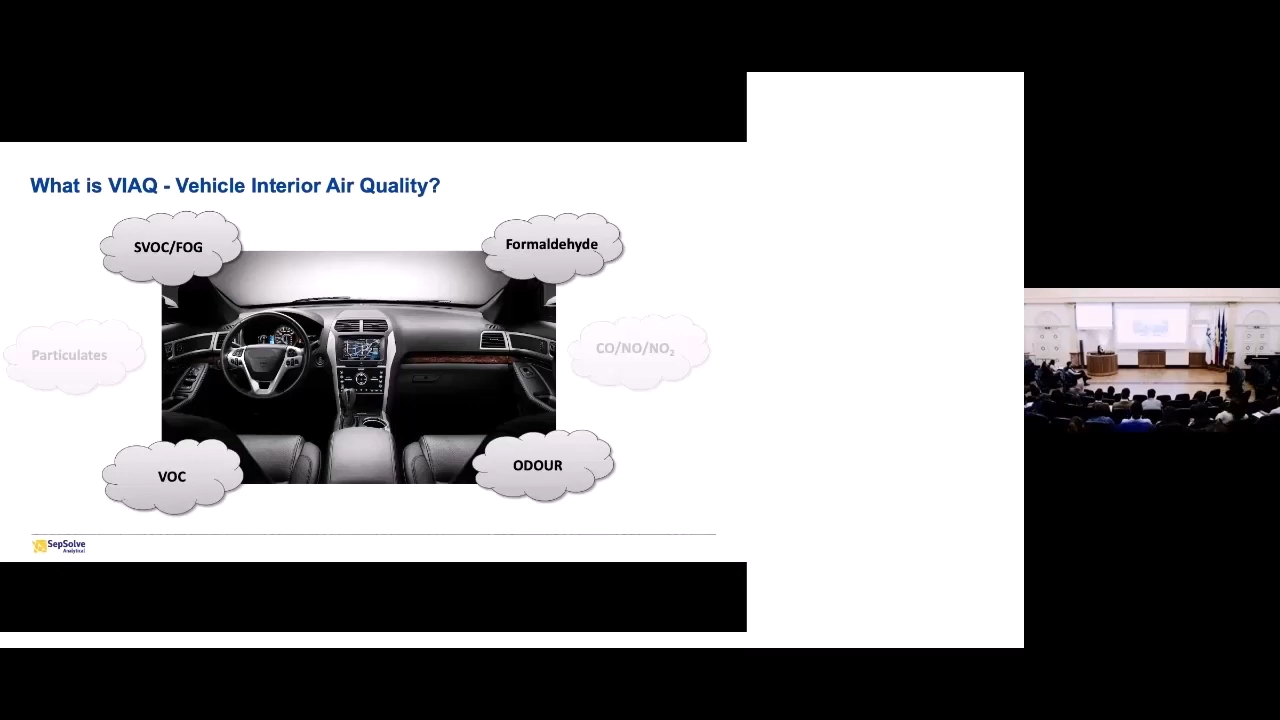 What is VIAQ - Vehicle Interior Air Quality?
SVOC/FOG
Formaldehyde
Particulates
CO/NO/NO₂
VOC
ODOUR
SepSolve
Analytical